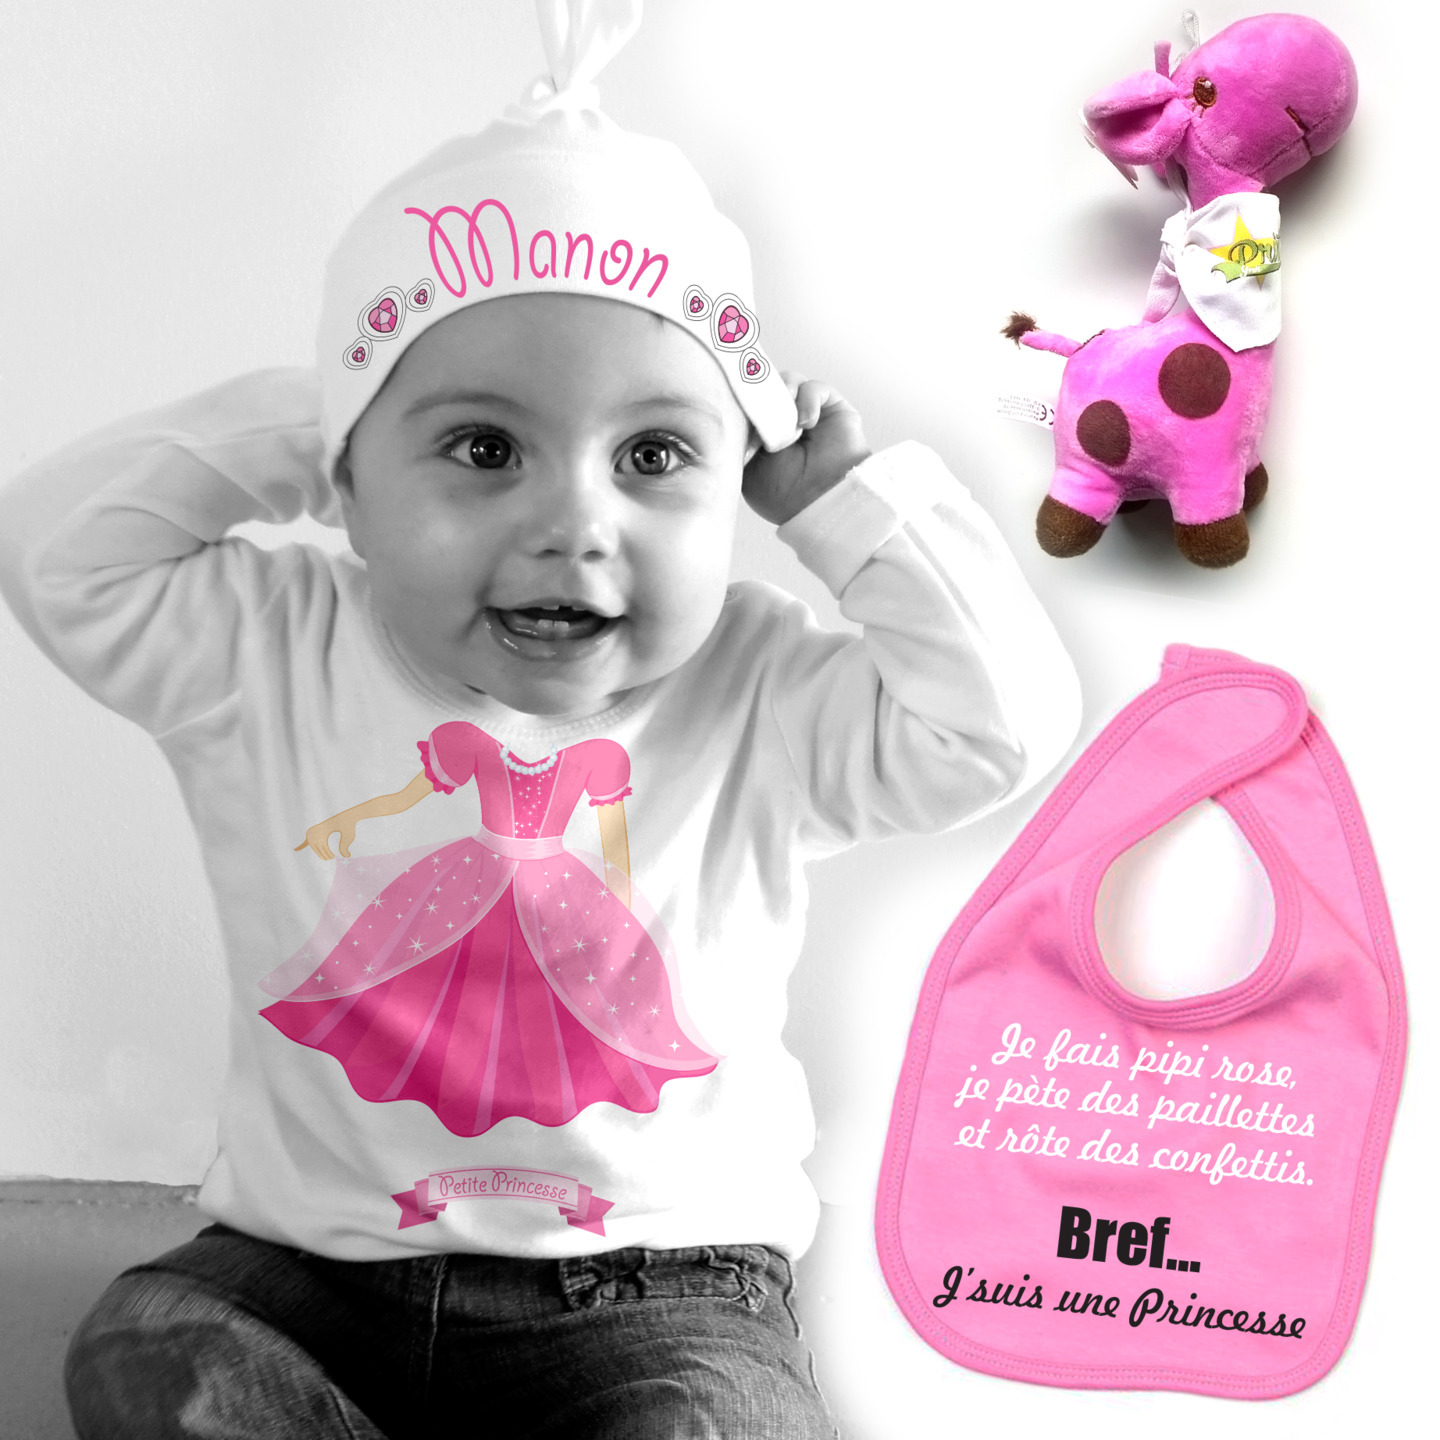 Manon
Petite Princesse
Je fais pipi rose,
je pète des paillettes
et rôte des confettis.
Bref...
J'suis une Princesse